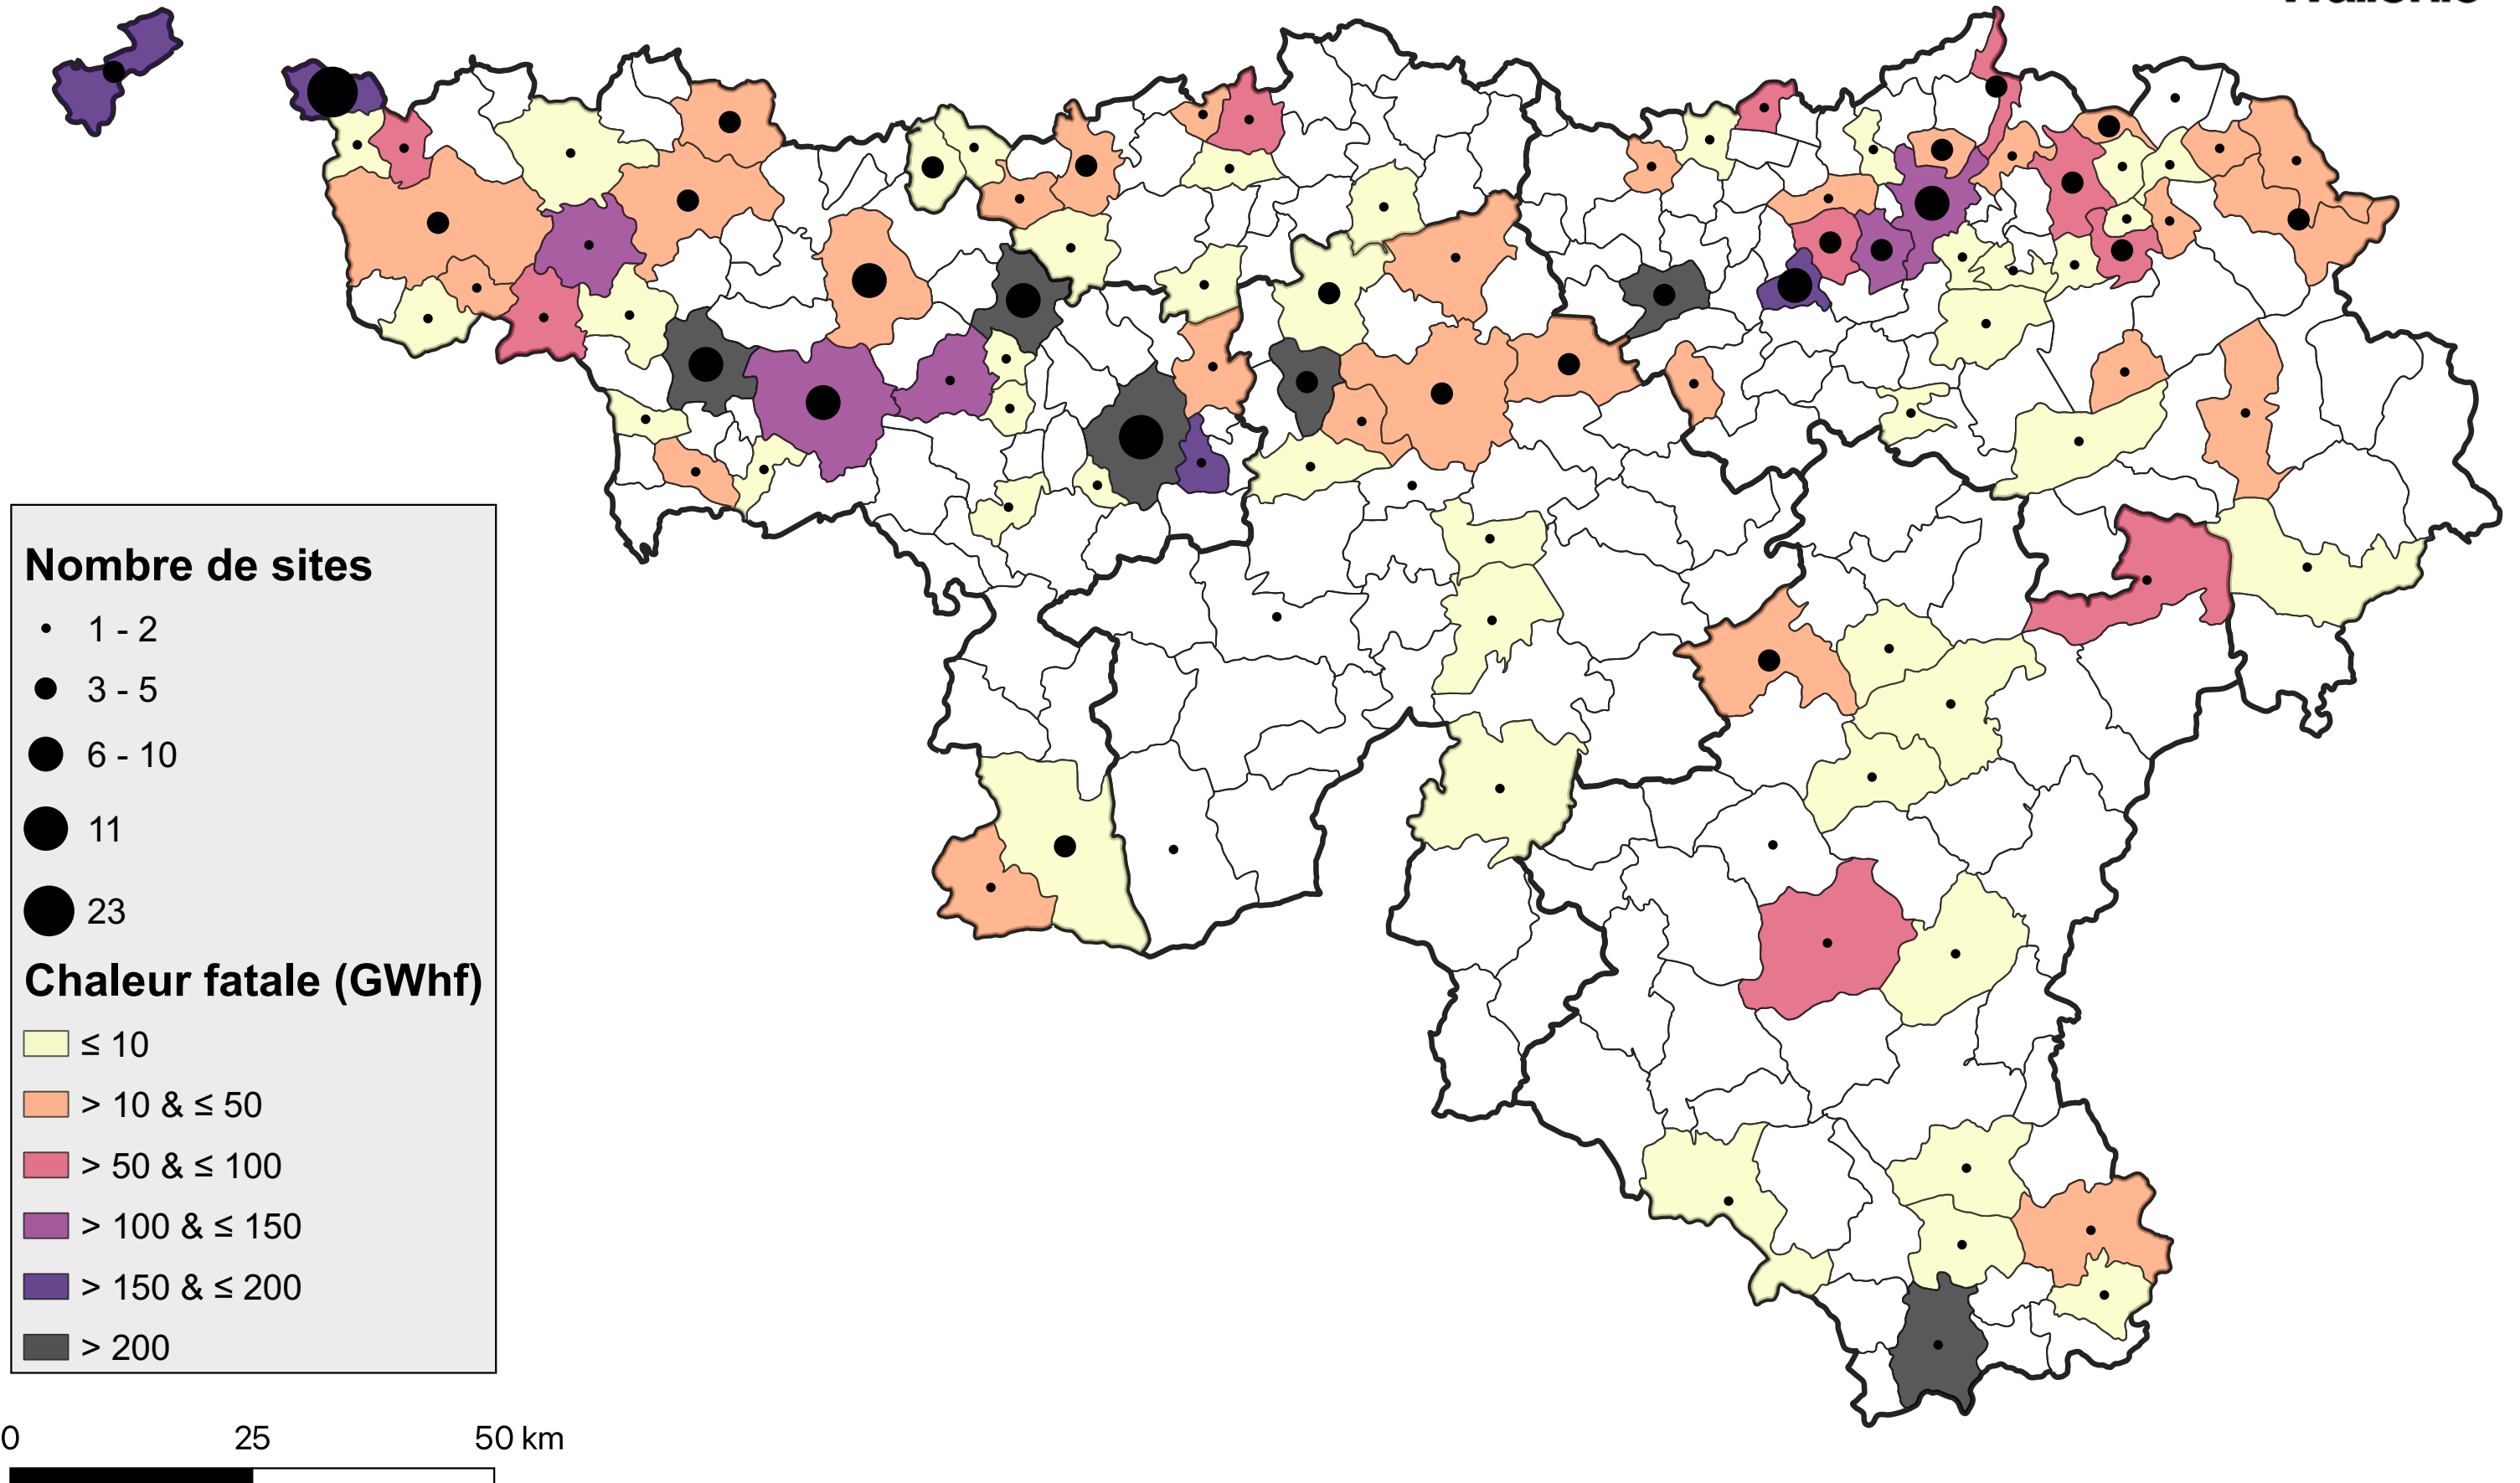 Nombre de sites
1 - 2
3 - 5
6 - 10
11
23
Chaleur fatale (GWhf)
≤ 10
> 10 & ≤ 50
> 50 & ≤ 100
> 100 & ≤ 150
> 150 & ≤ 200
> 200
0 25 50 km